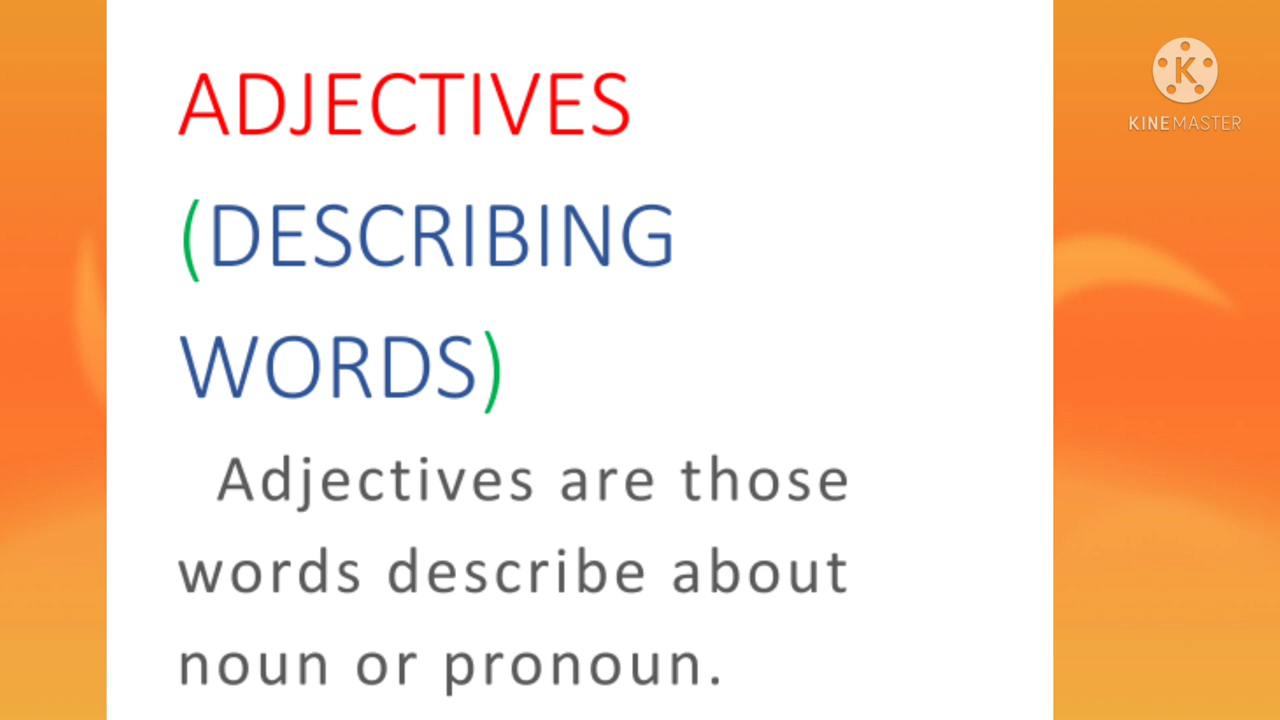 ADJECTIVES
(DESCRIBING
WORDS)
Adjectives are those
words describe about
noun or pronoun.
K
KINEMASTER